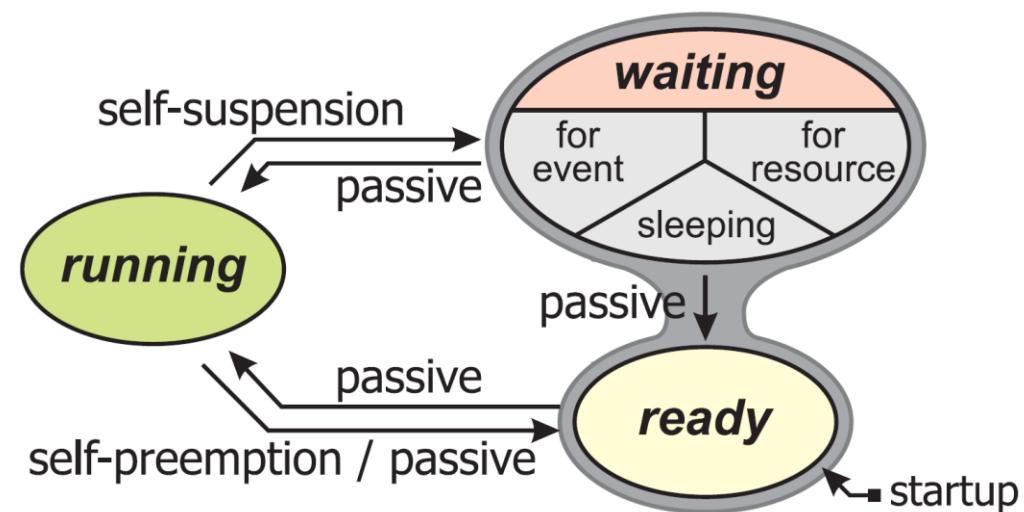 waiting
self-suspension
for
event
for
resource
passive
sleeping
running
passive
passive
ready
self-preemption / passive
startup